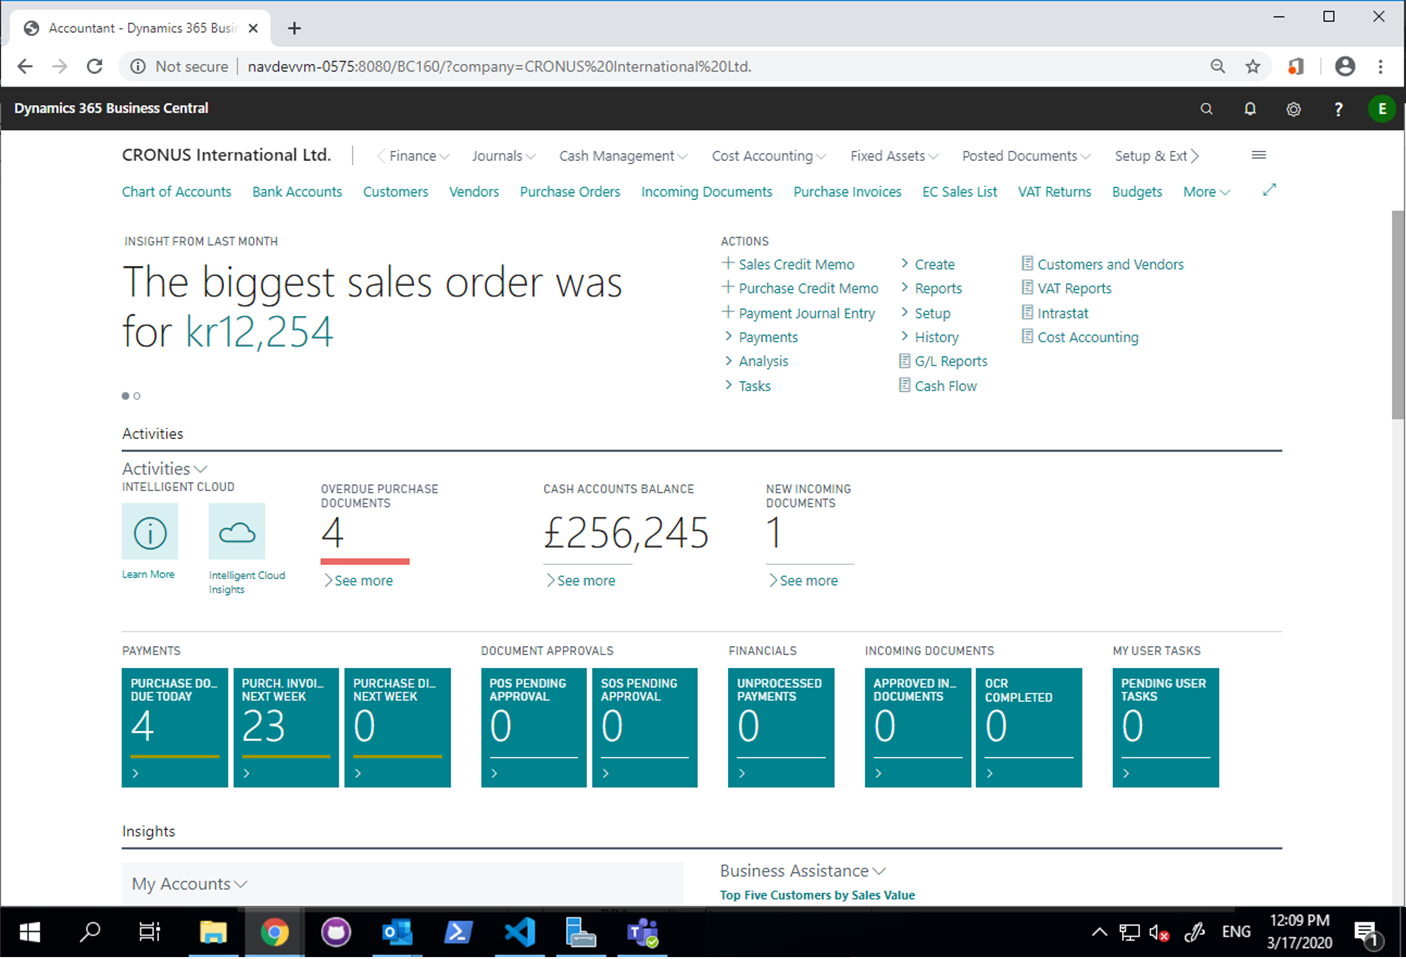 Accountant - Dynamics 365 Busi
Not secure | navdevvm-0575:8080/BC160/?company=CRONUS%20International%20Ltd.
Dynamics 365 Business Central
? E
CRONUS International Ltd. | Finance Journals Cash Management Cost Accounting Fixed Assets Posted Documents Setup & Ext
Chart of Accounts Bank Accounts Customers Vendors Purchase Orders Incoming Documents Purchase Invoices EC Sales List VAT Returns Budgets More
INSIGHT FROM LAST MONTH
The biggest sales order was
for kr12,254
ACTIONS
Sales Credit Memo Create Customers and Vendors
Purchase Credit Memo Reports VAT Reports
Payment Journal Entry Setup Intrastat
Payments History Cost Accounting
Analysis G/L Reports
Tasks Cash Flow
Activities
Activities
INTELLIGENT CLOUD
Learn More
Intelligent Cloud
Insights
OVERDUE PURCHASE
DOCUMENTS
4
See more
CASH ACCOUNTS BALANCE
£256,245
See more
NEW INCOMING
DOCUMENTS
1
See more
PAYMENTS
PURCHASE DO...
DUE TODAY
4
PURCH. INVOI...
NEXT WEEK
23
PURCHASE DI...
NEXT WEEK
0
DOCUMENT APPROVALS
POS PENDING
APPROVAL
0
SOS PENDING
APPROVAL
0
FINANCIALS
UNPROCESSED
PAYMENTS
0
INCOMING DOCUMENTS
APPROVED IN...
DOCUMENTS
0
OCR
COMPLETED
0
MY USER TASKS
PENDING USER
TASKS
0
Insights
My Accounts
Business Assistance
Top Five Customers by Sales Value
ENG
12:09 PM
3/17/2020
1